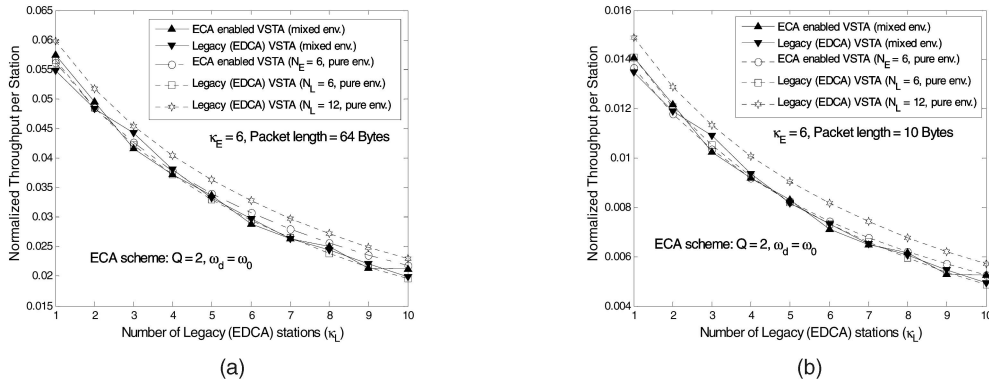 0.065
0.06
0.055
0.05
0.045
0.04
0.035
0.03
0.025
0.02
0.015
Normalized Throughput per Station
ECA enabled VSTA (mixed env.)
Legacy (EDCA) VSTA (mixed env.)
ECA enabled VSTA (N_E = 6, pure env.)
Legacy (EDCA) VSTA (N_L = 6, pure env.)
Legacy (EDCA) VSTA (N_L = 12, pure env.)
κ_E = 6, Packet length = 64 Bytes
ECA scheme: Q = 2, ω_d = ω_0
1 2 3 4 5 6 7 8 9 10
Number of Legacy (EDCA) stations (κ_L)
(a)
0.016
0.014
0.012
0.01
0.008
0.006
0.004
Normalized Throughput per Station
ECA enabled VSTA (mixed env.)
Legacy (EDCA) VSTA (mixed env.)
ECA enabled VSTA (N_E = 6, pure env.)
Legacy (EDCA) VSTA (N_L = 6, pure env.)
Legacy (EDCA) VSTA (N_L = 12, pure env.)
κ_E = 6, Packet length = 10 Bytes
ECA scheme: Q = 2, ω_d = ω_0
1 2 3 4 5 6 7 8 9 10
Number of Legacy (EDCA) stations (κ_L)
(b)